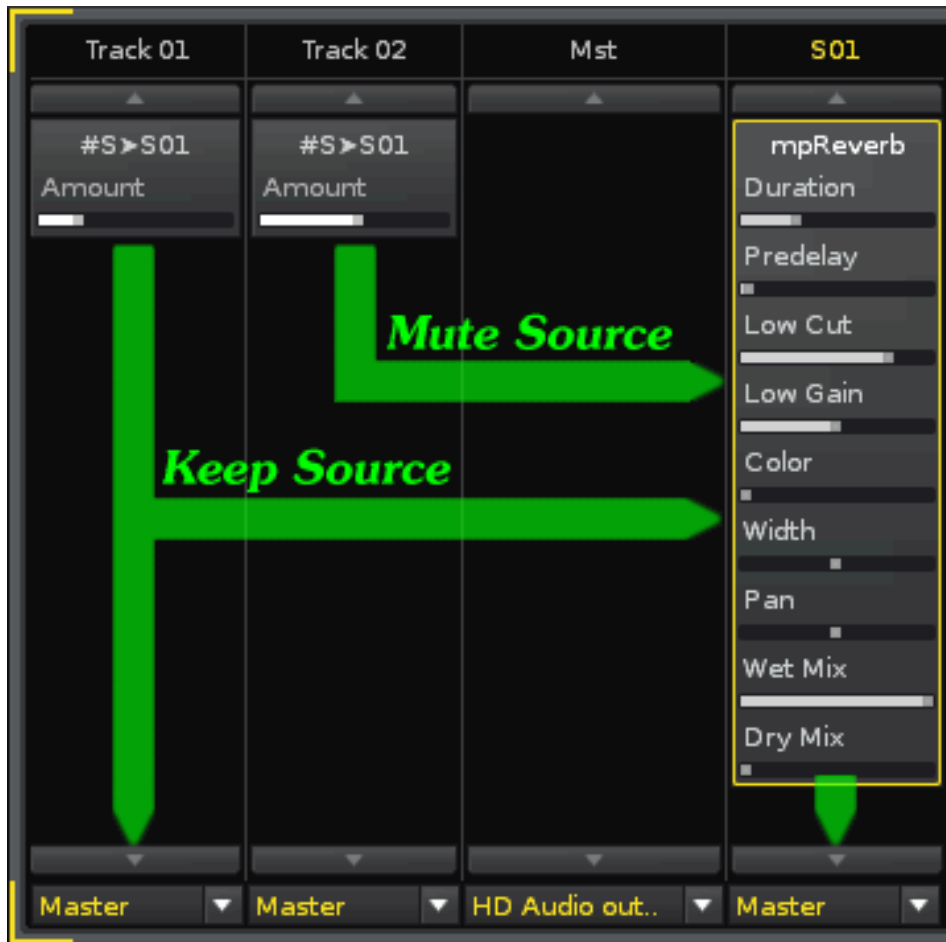 Track 01 Track 02 Mst S01
#S➤S01 #S➤S01 mpReverb
Amount Amount Duration
Predelay
Mute Source Low Cut
Low Gain
Keep Source Color
Width
Pan
Wet Mix
Dry Mix
Master Master HD Audio out.. Master